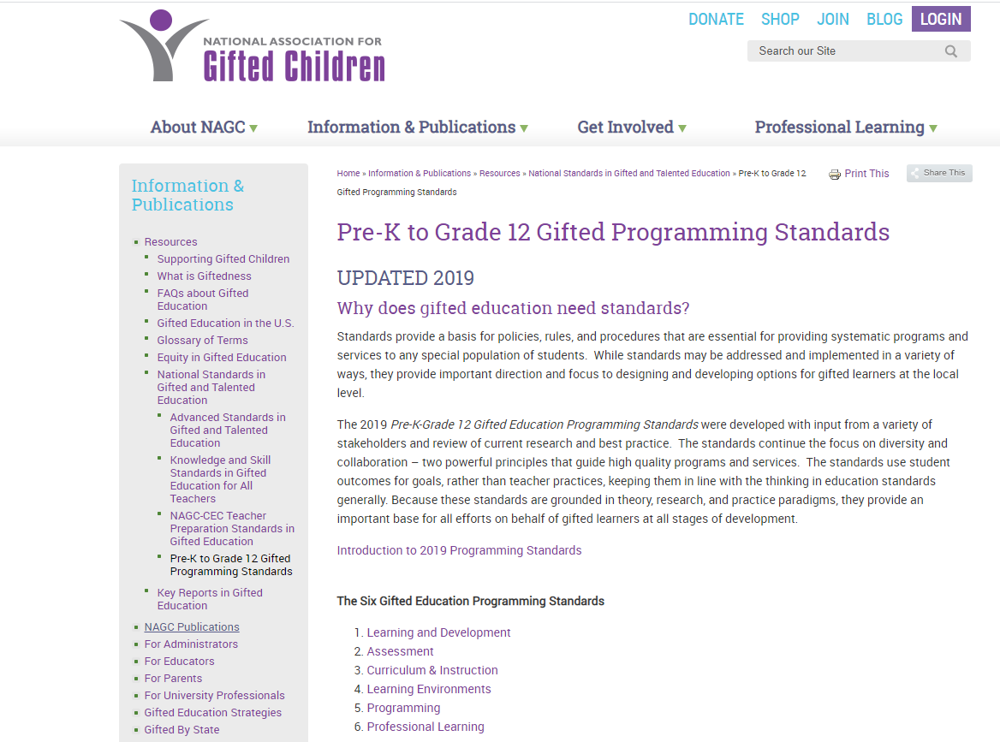 DONATE SHOP JOIN BLOG LOGIN
NATIONAL ASSOCIATION FOR
Gifted Children
Search our Site
About NAGC Information & Publications Get Involved Professional Learning
Information &
Publications
Resources
Supporting Gifted Children
What is Giftedness
FAQs about Gifted
Education
Gifted Education in the U.S.
Glossary of Terms
Equity in Gifted Education
National Standards in
Gifted and Talented
Education
Advanced Standards in
Gifted and Talented
Education
Knowledge and Skill
Standards in Gifted
Education for All
Teachers
NAGC-CEC Teacher
Preparation Standards in
Gifted Education
Pre-K to Grade 12 Gifted
Programming Standards
Key Reports in Gifted
Education
NAGC Publications
For Administrators
For Educators
For Parents
For University Professionals
Gifted Education Strategies
Gifted By State
Home » Information & Publications » Resources » National Standards in Gifted and Talented Education » Pre-K to Grade 12
Gifted Programming Standards
Print This
Share This
Pre-K to Grade 12 Gifted Programming Standards
UPDATED 2019
Why does gifted education need standards?
Standards provide a basis for policies, rules, and procedures that are essential for providing systematic programs and
services to any special population of students.  While standards may be addressed and implemented in a variety of
ways, they provide important direction and focus to designing and developing options for gifted learners at the local
level.
The 2019 Pre-K-Grade 12 Gifted Education Programming Standards were developed with input from a variety of
stakeholders and review of current research and best practice.  The standards continue the focus on diversity and
collaboration – two powerful principles that guide high quality programs and services.  The standards use student
outcomes for goals, rather than teacher practices, keeping them in line with the thinking in education standards
generally. Because these standards are grounded in theory, research, and practice paradigms, they provide an
important base for all efforts on behalf of gifted learners at all stages of development.
Introduction to 2019 Programming Standards
The Six Gifted Education Programming Standards
1. Learning and Development
2. Assessment
3. Curriculum & Instruction
4. Learning Environments
5. Programming
6. Professional Learning